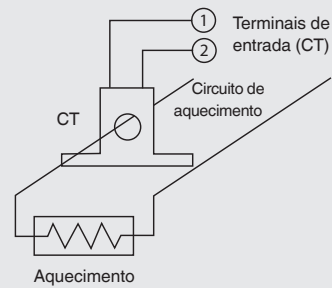 1
Terminais de
entrada (CT)
2
Circuito de
aquecimento
CT
Aquecimento